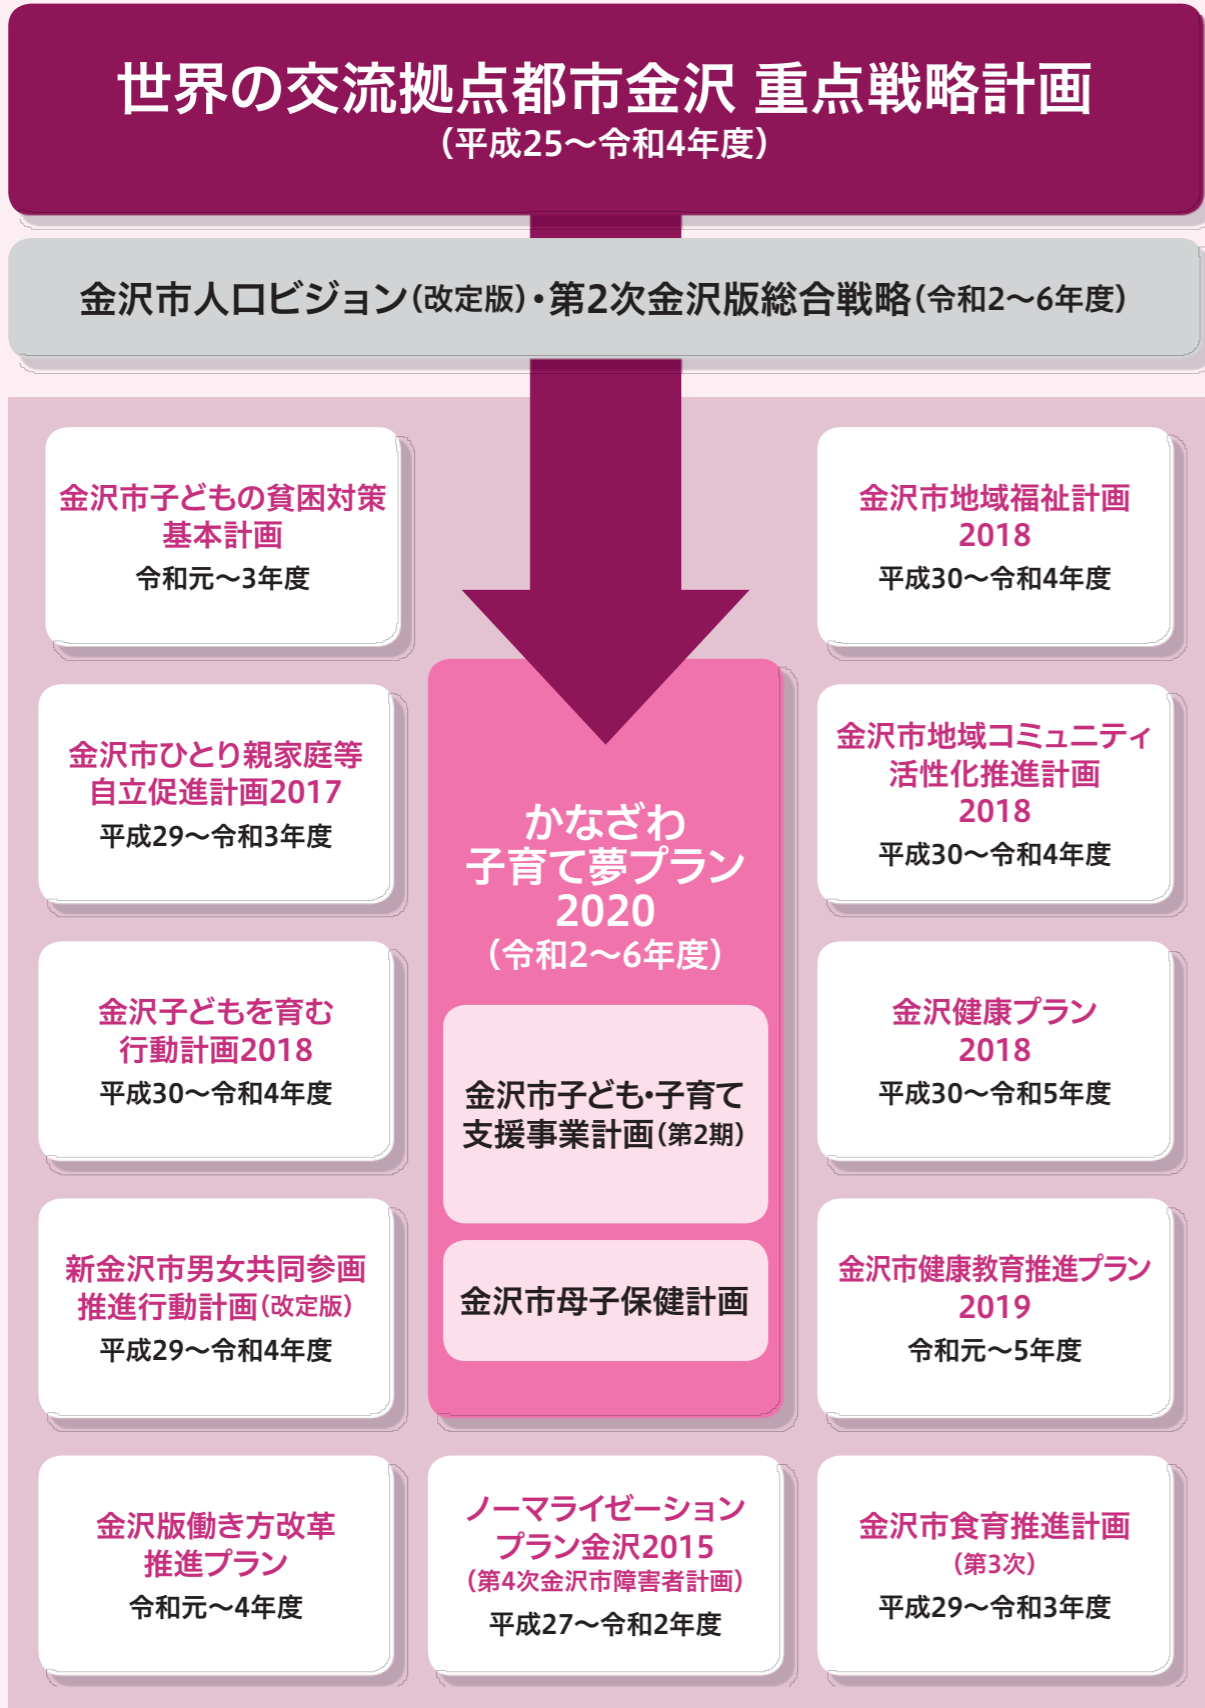 世界の交流拠点都市金沢 重点戦略計画
（平成25～令和4年度）
金沢市人口ビジョン（改定版）・第2次金沢版総合戦略（令和2～6年度）
金沢市子どもの貧困対策
基本計画
令和元～3年度
金沢市ひとり親家庭等
自立促進計画2017
平成29～令和3年度
金沢子どもを育む
行動計画2018
平成30～令和4年度
新金沢市男女共同参画
推進行動計画（改定版）
平成29～令和4年度
金沢版働き方改革
推進プラン
令和元～4年度
かなざわ
子育て夢プラン
2020
（令和2～6年度）
金沢市子ども・子育て
支援事業計画（第2期）
金沢市母子保健計画
ノーマライゼーション
プラン金沢2015
（第4次金沢市障害者計画）
平成27～令和2年度
金沢市地域福祉計画
2018
平成30～令和4年度
金沢市地域コミュニティ
活性化推進計画
2018
平成30～令和4年度
金沢健康プラン
2018
平成30～令和5年度
金沢市健康教育推進プラン
2019
令和元～5年度
金沢市食育推進計画
（第3次）
平成29～令和3年度